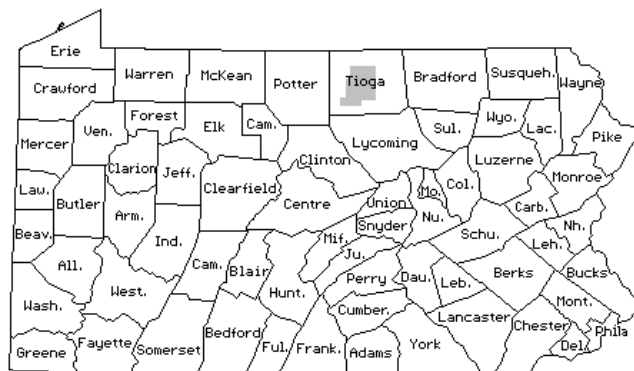 Erie
Crawford
Warren
McKean
Potter
Tioga
Bradford
Susqueh.
Wayne
Mercer
Ven.
Forest
Elk
Cam.
Lycoming
Sul.
Wyo.
Lac.
Pike
Law.
Clarion
Jeff.
Clearfield
Clinton
Centre
Union
Mo.
Col.
Luzerne
Monroe
Butler
Arm.
Snyder
Nu.
Carb.
Beav.
Ind.
Mif.
Ju.
Schu.
Nh.
Leh.
All.
West.
Cam.
Blair
Hunt.
Perry
Dau.
Leb.
Berks
Bucks
Wash.
Cumber.
Lancaster
Mont.
Greene
Fayette
Somerset
Bedford
Ful.
Frank.
Adams
York
Chester
Del.
Phila